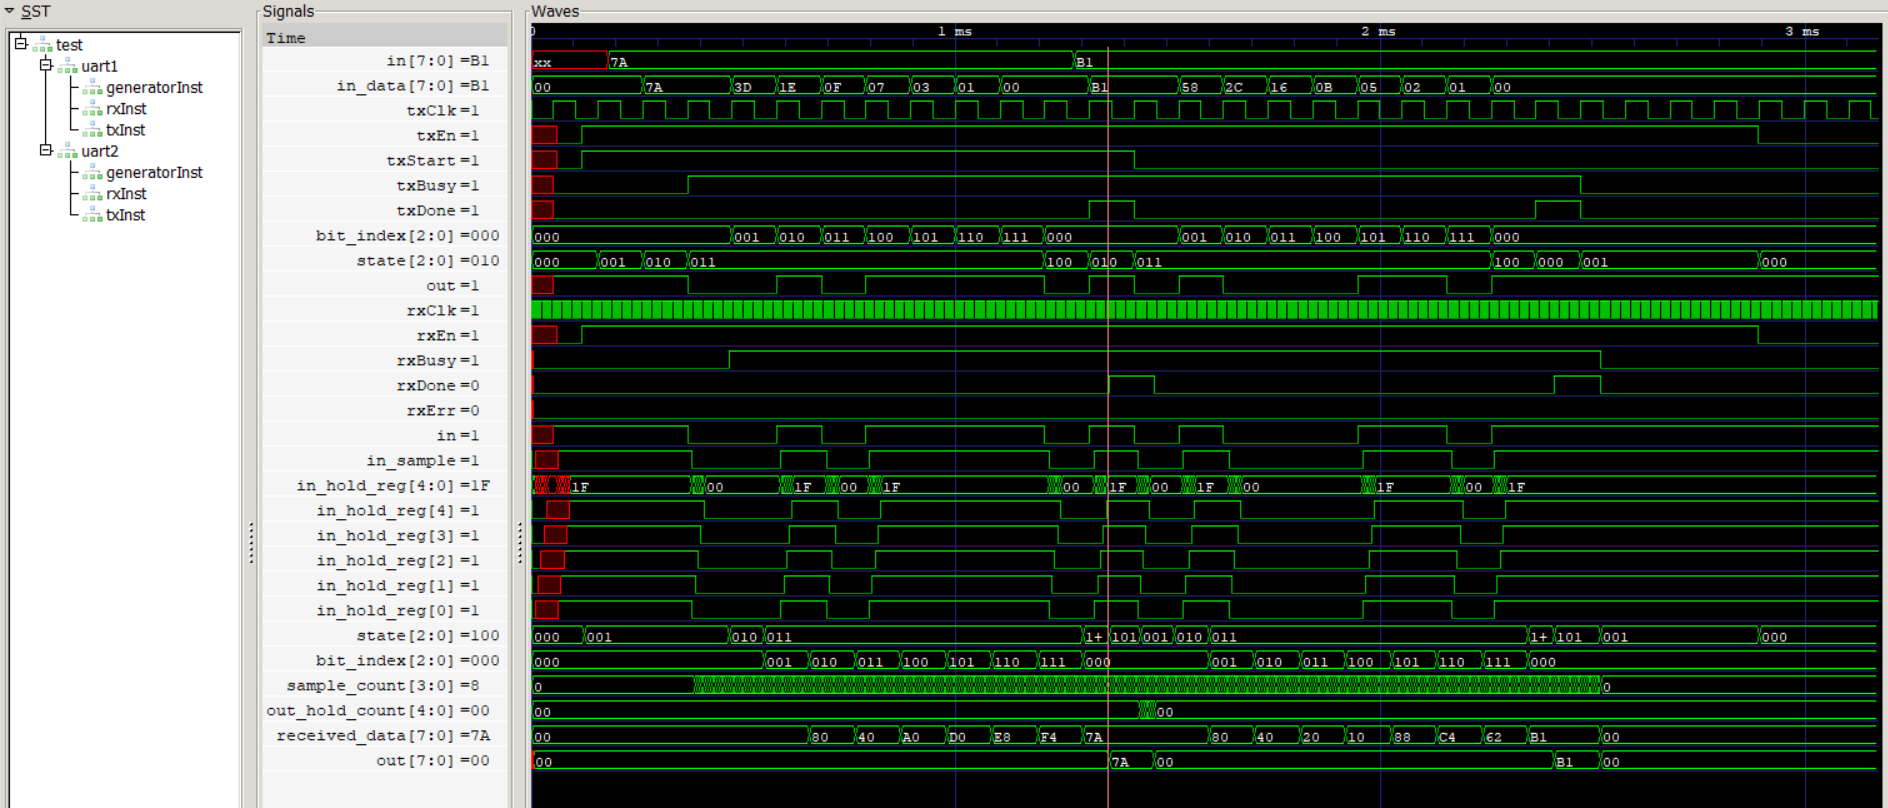 SST
test
uart1
generatorInst
rxInst
txInst
uart2
generatorInst
rxInst
txInst
Signals
Time
in[7:0]=B1
in_data[7:0]=B1
txClk=1
txEn=1
txStart=1
txBusy=1
txDone=1
bit_index[2:0]=000
state[2:0]=010
out=1
rxClk=1
rxEn=1
rxBusy=1
rxDone=0
rxErr=0
in=1
in_sample=1
in_hold_reg[4:0]=1F
in_hold_reg[4]=1
in_hold_reg[3]=1
in_hold_reg[2]=1
in_hold_reg[1]=1
in_hold_reg[0]=1
state[2:0]=100
bit_index[2:0]=000
sample_count[3:0]=8
out_hold_count[4:0]=00
received_data[7:0]=7A
out[7:0]=00
Waves
0 1 ms 2 ms 3 ms
xx 7A B1
00 7A 3D 1E 0F 07 03 01 00 B1 58 2C 16 0B 05 02 01 00
000 001 010 011 100 101 110 111 000 001 010 011 100 101 110 111 000
000 001 010 011 100 010 011 100 000 001 000
1F 00 1F 00 1F 00 1F 00 1F 00 1F 00 1F
000 001 010 011 1+ 101 001 010 011 1+ 101 001 000
000 001 010 011 100 101 110 111 000 001 010 011 100 101 110 111 000
0 0
00 00
00 80 40 A0 D0 E8 F4 7A 80 40 20 10 88 C4 62 B1 00
00 7A 00 B1 00